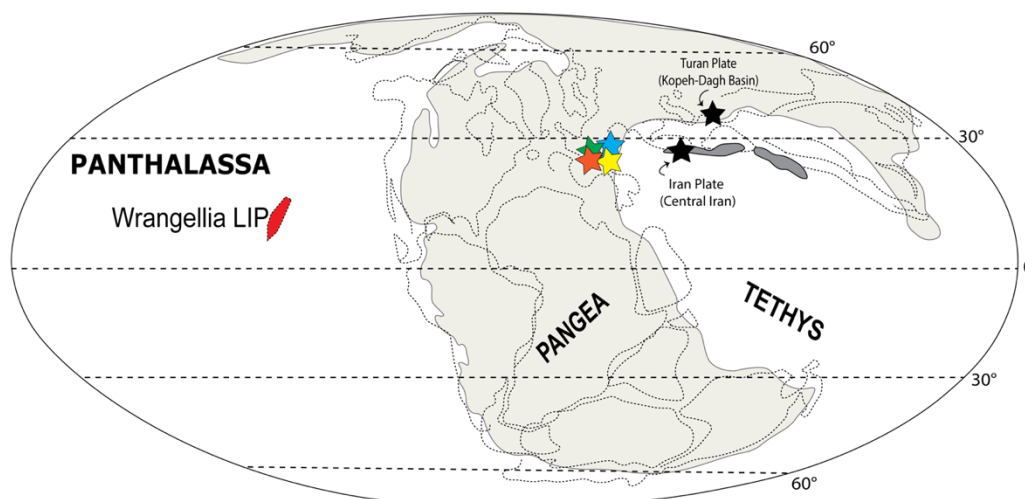 60°
Turan Plate
(Kopeh-Dagh Basin)
30°
PANTHALASSA
Iran Plate
(Central Iran)
Wrangellia LIP
PANGEA
TETHYS
30°
60°